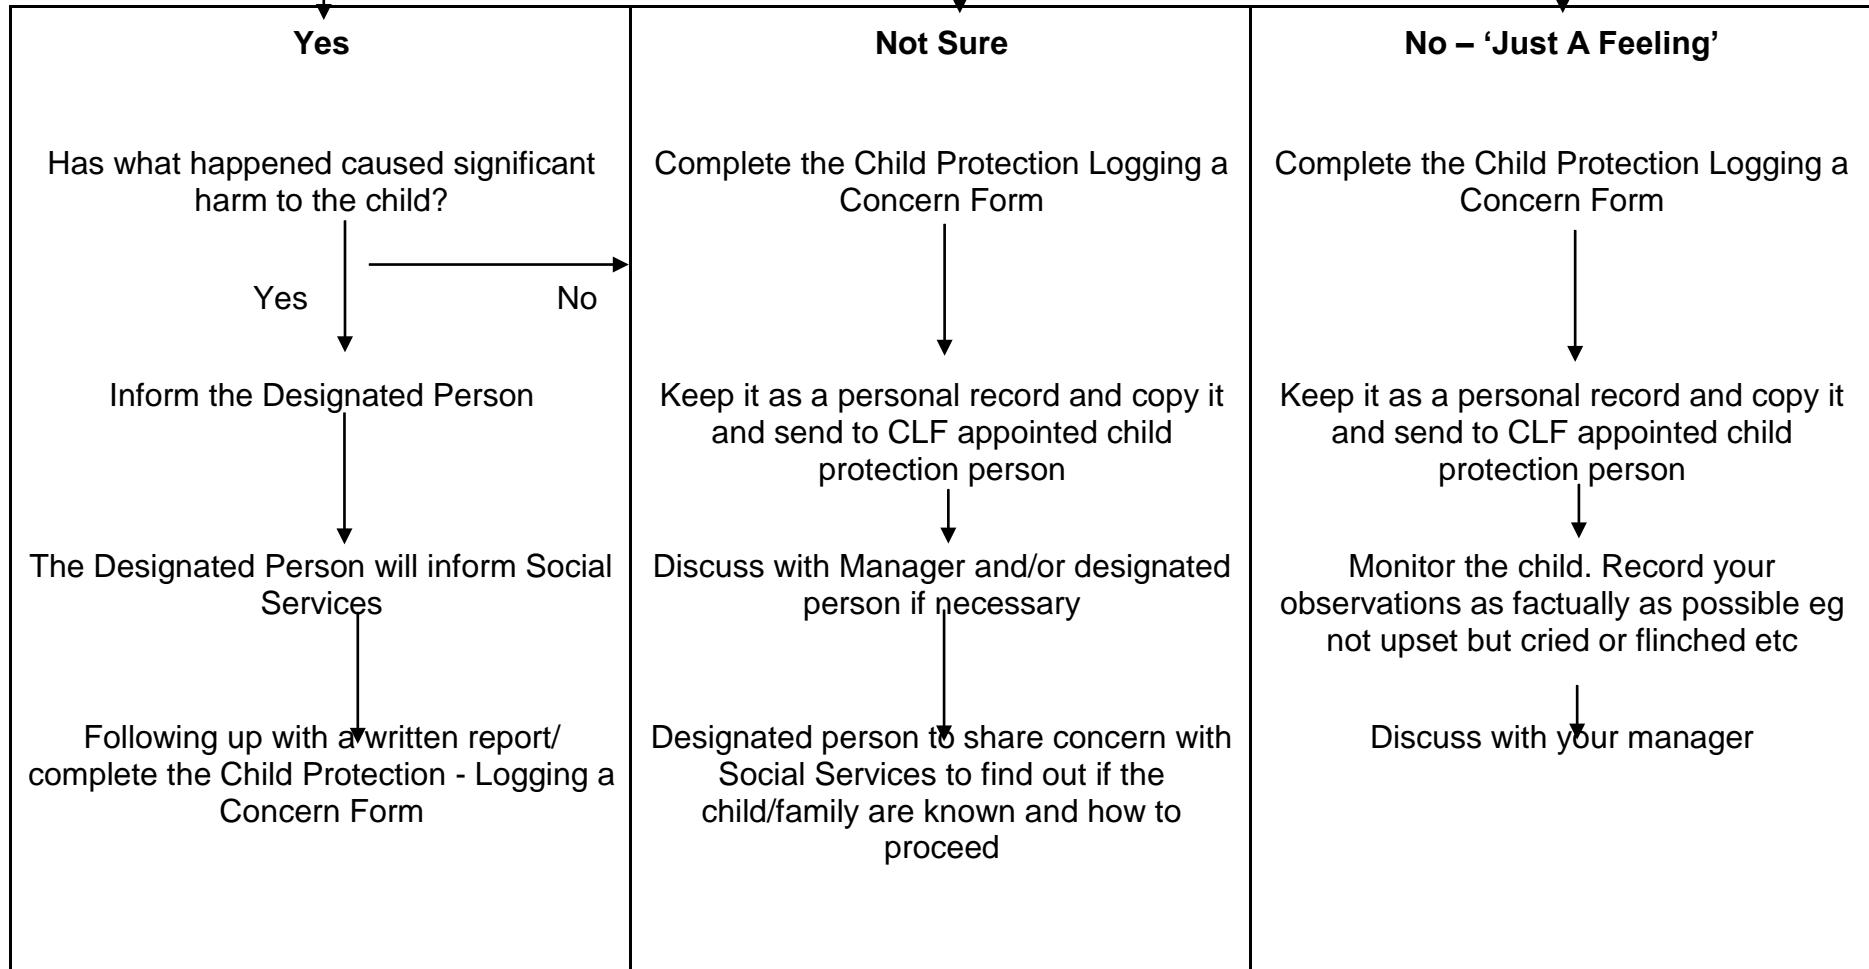 Yes
Has what happened caused significant
harm to the child?
Yes
No
Inform the Designated Person
The Designated Person will inform Social
Services
Following up with a written report/
complete the Child Protection - Logging a
Concern Form
Not Sure
Complete the Child Protection Logging a
Concern Form
Keep it as a personal record and copy it
and send to CLF appointed child
protection person
Discuss with Manager and/or designated
person if necessary
Designated person to share concern with
Social Services to find out if the
child/family are known and how to
proceed
No – ‘Just A Feeling’
Complete the Child Protection Logging a
Concern Form
Keep it as a personal record and copy it
and send to CLF appointed child
protection person
Monitor the child. Record your
observations as factually as possible eg
not upset but cried or flinched etc
Discuss with your manager